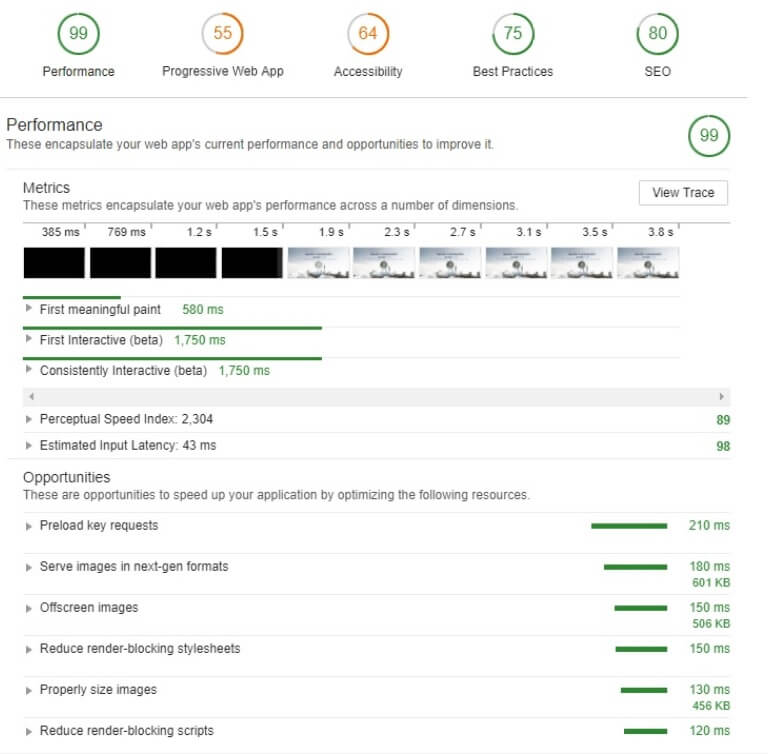 99 55 64 75 80
Performance Progressive Web App Accessibility Best Practices SEO
Performance
These encapsulate your web app's current performance and opportunities to improve it.
99
Metrics
These metrics encapsulate your web app's performance across a number of dimensions.
View Trace
385 ms 769 ms 1.2 s 1.5 s 1.9 s 2.3 s 2.7 s 3.1 s 3.5 s 3.8 s
First meaningful paint 580 ms
First Interactive (beta) 1,750 ms
Consistently Interactive (beta) 1,750 ms
Perceptual Speed Index: 2,304 89
Estimated Input Latency: 43 ms 98
Opportunities
These are opportunities to speed up your application by optimizing the following resources.
Preload key requests 210 ms
Serve images in next-gen formats 180 ms
601 KB
Offscreen images 150 ms
506 KB
Reduce render-blocking stylesheets 150 ms
Properly size images 130 ms
456 KB
Reduce render-blocking scripts 120 ms